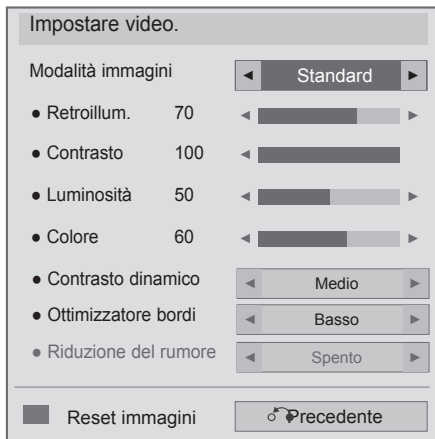 Impostare video.
Modalità immagini ◄ Standard ►
● Retroillum. 70
● Contrasto 100
● Luminosità 50
● Colore 60
● Contrasto dinamico ◄ Medio ►
● Ottimizzatore bordi ◄ Basso ►
● Riduzione del rumore ◄ Spento ►
Reset immagini Precedente